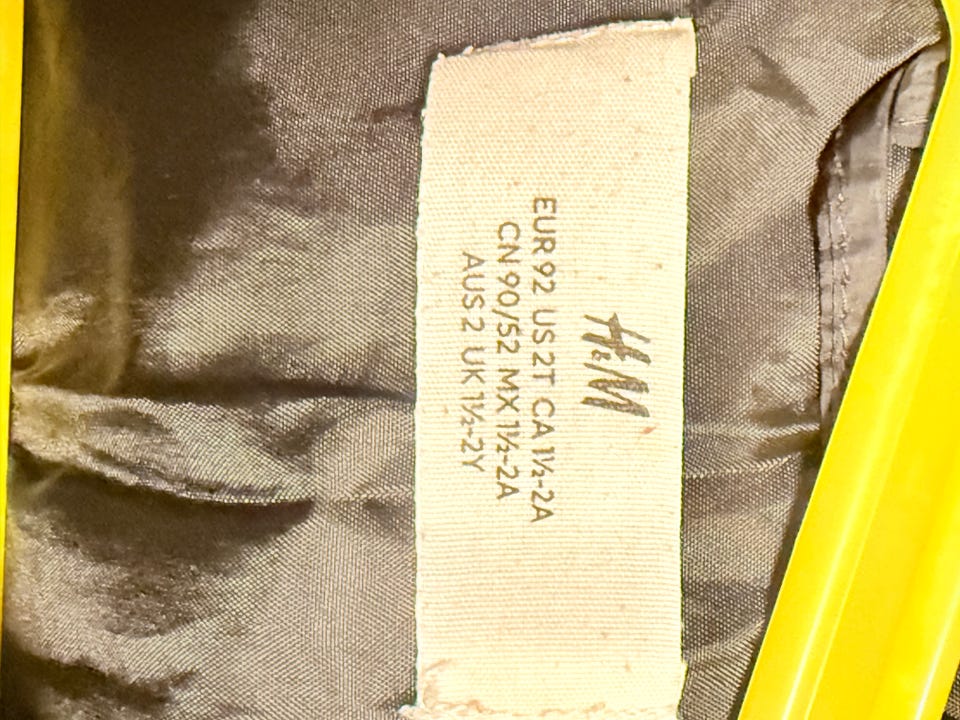 H&M
EUR 92 US 2T CA 1½-2A
CN 90/52 MX 1½-2A
AUS 2 UK 1½-2Y